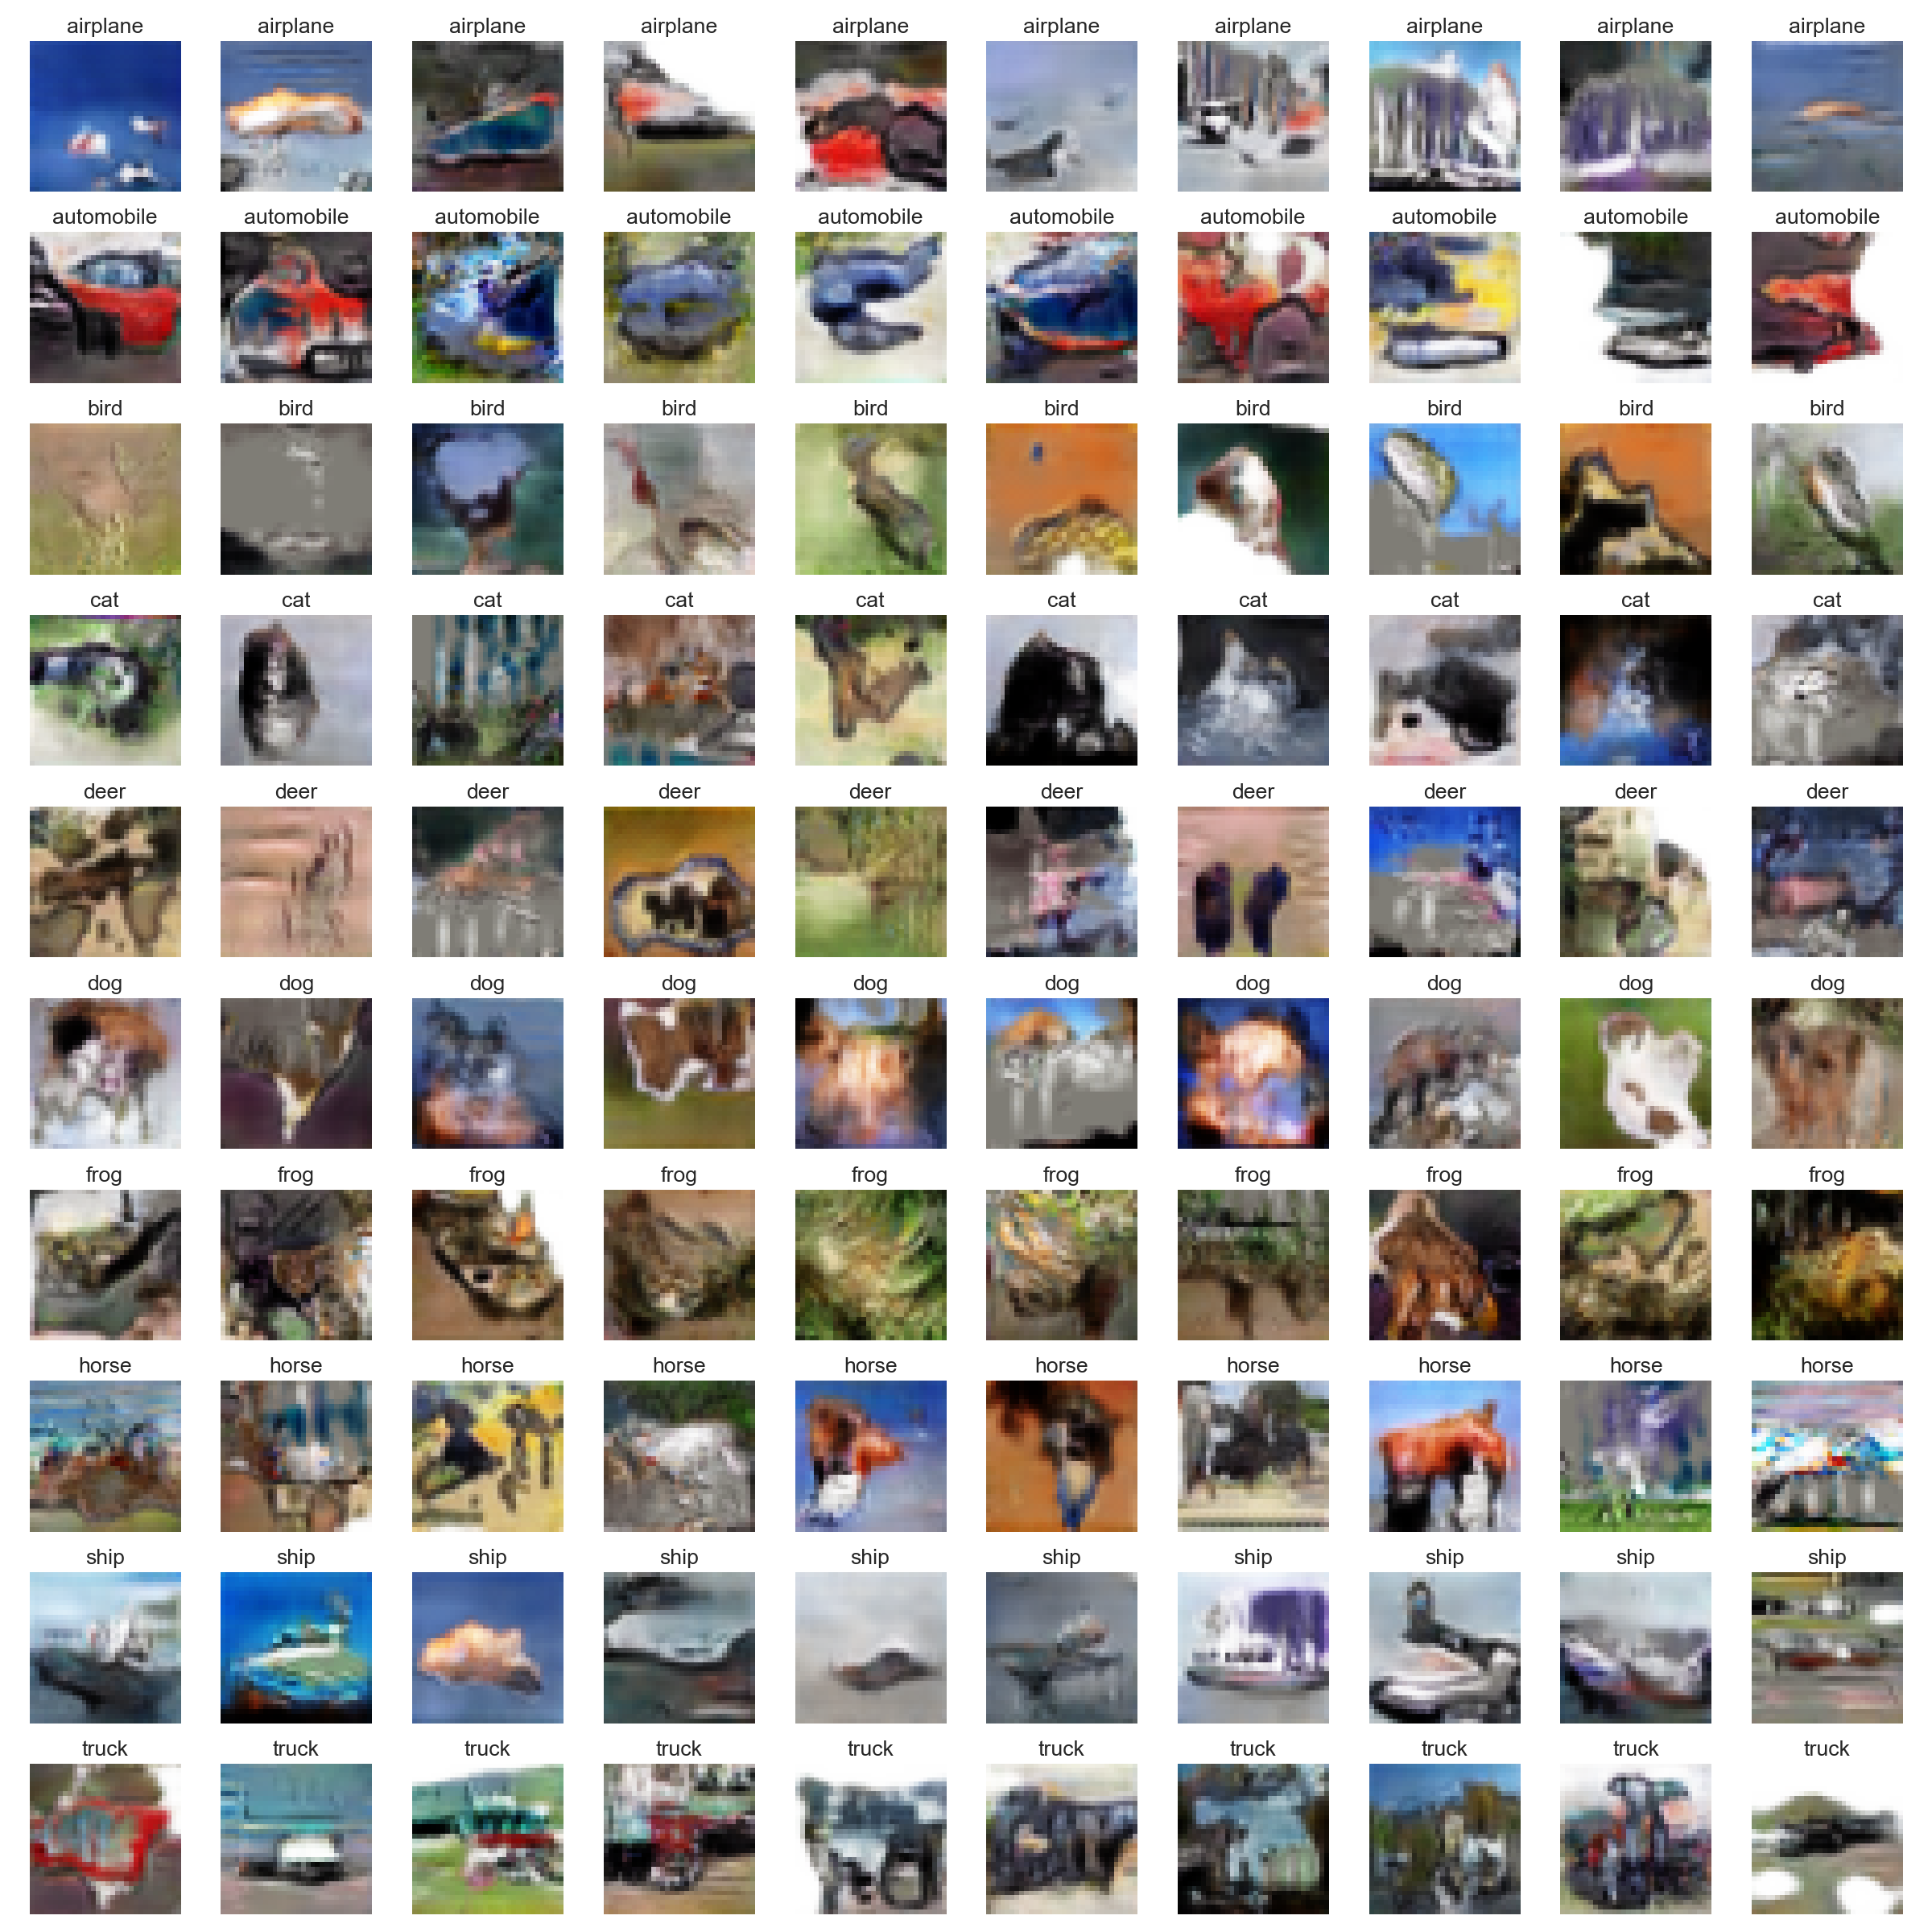 airplane airplane airplane airplane airplane airplane airplane airplane airplane airplane
automobile automobile automobile automobile automobile automobile automobile automobile automobile automobile
bird bird bird bird bird bird bird bird bird bird
cat cat cat cat cat cat cat cat cat cat
deer deer deer deer deer deer deer deer deer deer
dog dog dog dog dog dog dog dog dog dog
frog frog frog frog frog frog frog frog frog frog
horse horse horse horse horse horse horse horse horse horse
ship ship ship ship ship ship ship ship ship ship
truck truck truck truck truck truck truck truck truck truck